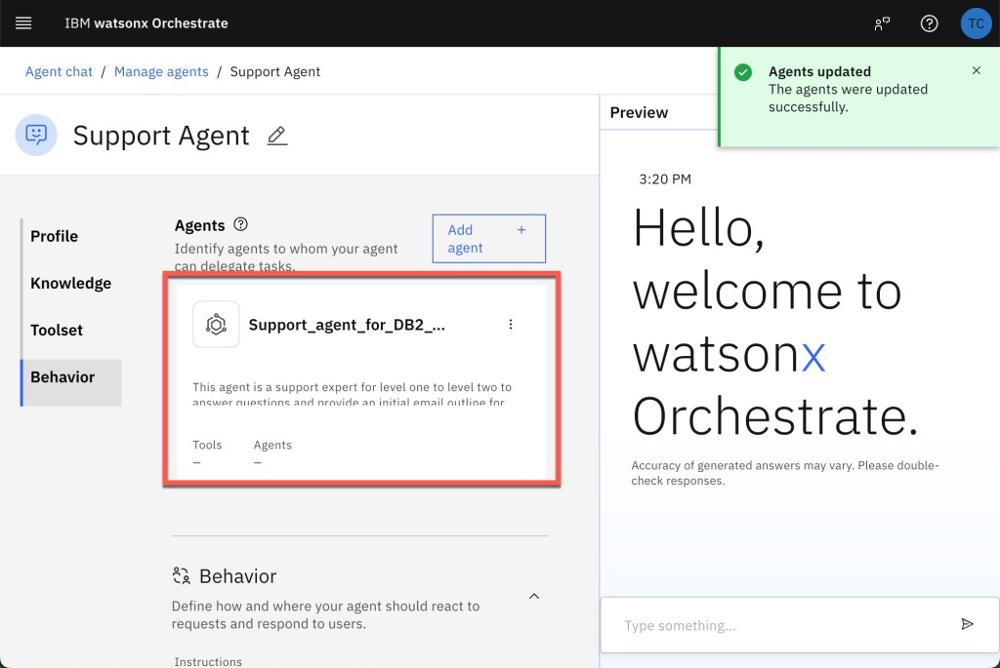 IBM watsonx Orchestrate
TC
Agent chat / Manage agents / Support Agent
Agents updated
The agents were updated
successfully.
Support Agent
Preview
Profile
Knowledge
Toolset
Behavior
Agents
Identify agents to whom your agent
can delegate tasks.
Add
agent
+
Support_agent_for_DB2_...
This agent is a support expert for level one to level two to
answer questions and provide an initial email outline for
Tools
–
Agents
–
Behavior
Define how and where your agent should react to
requests and respond to users.
Instructions
3:20 PM
Hello,
welcome to
watsonx
Orchestrate.
Accuracy of generated answers may vary. Please double-
check responses.
Type something...